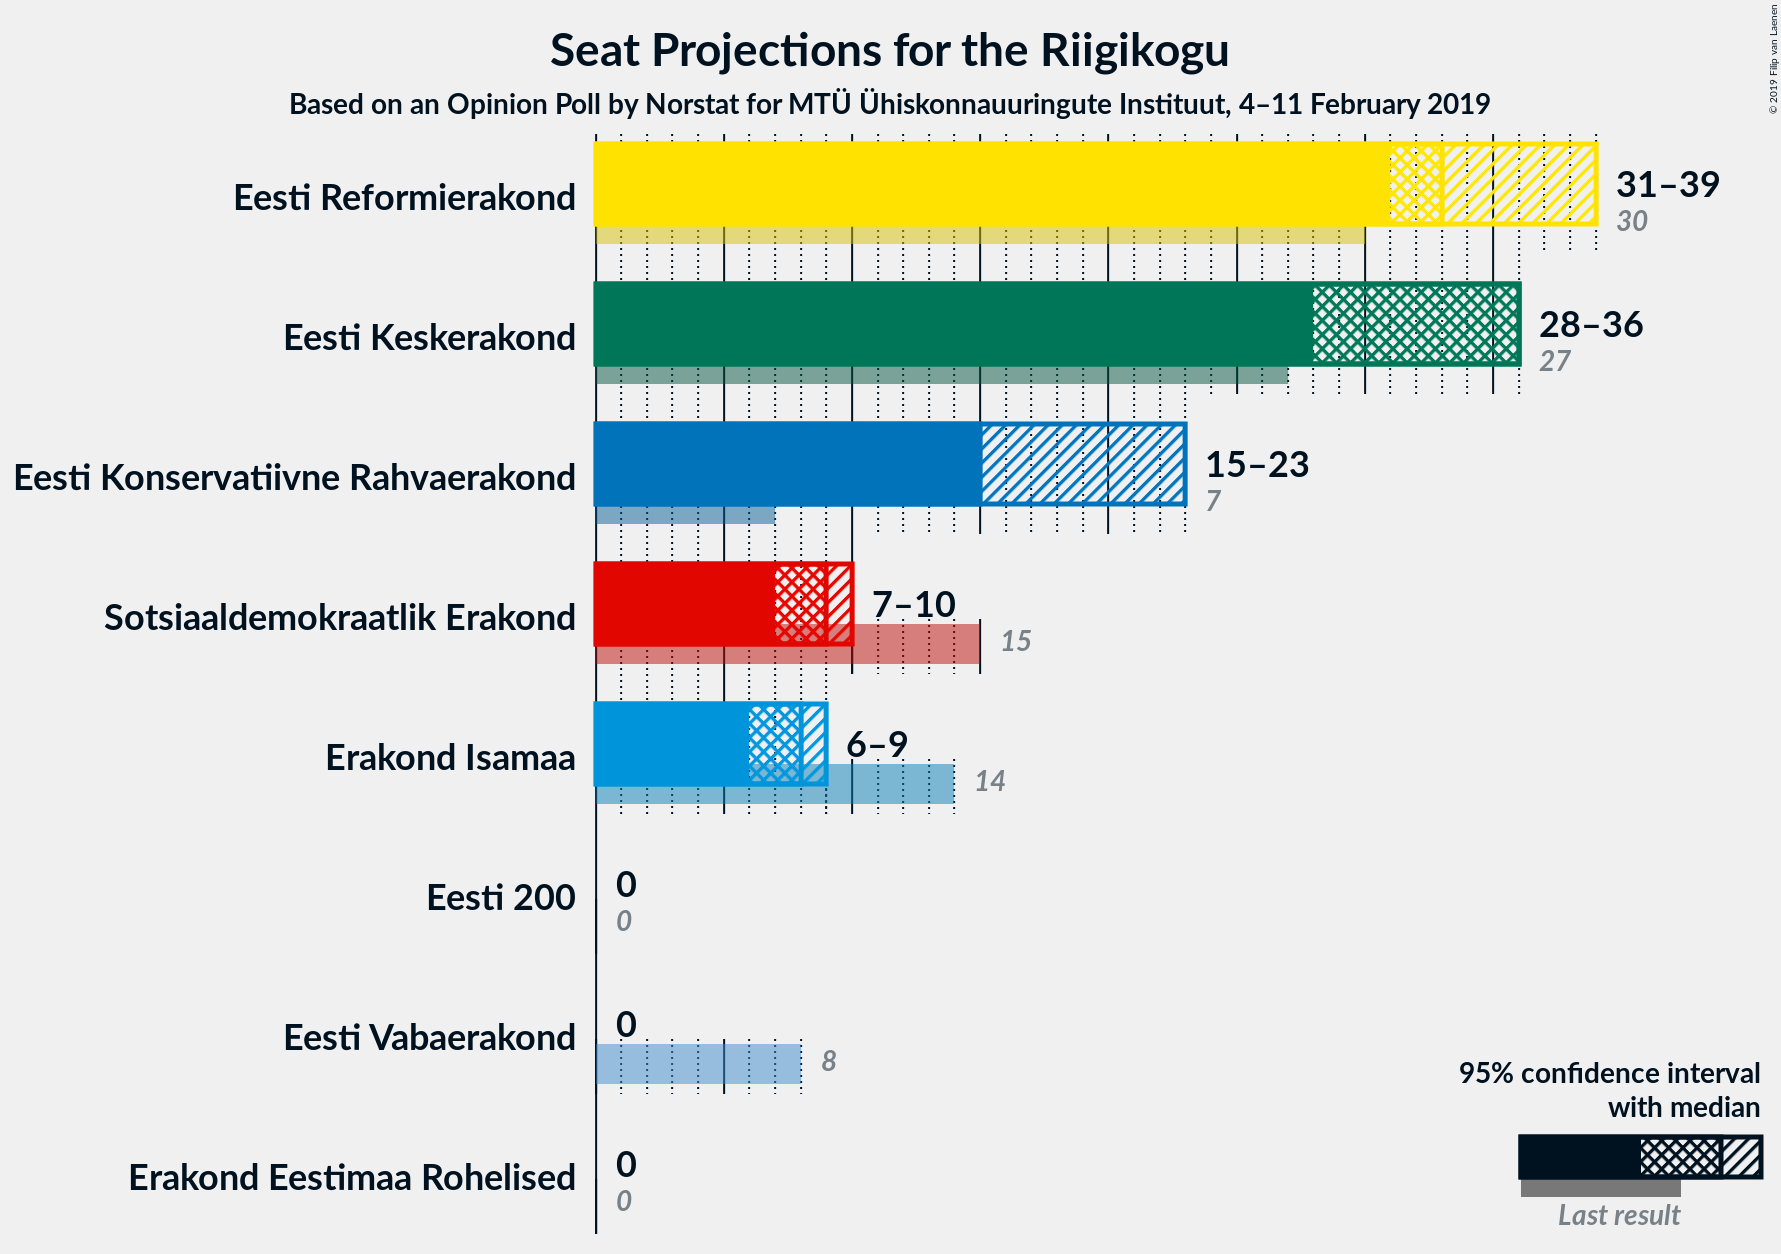 Seat Projections for the Riigikogu
Based on an Opinion Poll by Norstat for MTÜ Ühiskonnauuringute Instituut, 4–11 February 2019
© 2019 Filip van Laenen
Eesti Reformierakond
31–39
30
Eesti Keskerakond
28–36
27
Eesti Konservatiivne Rahvaerakond
15–23
7
Sotsiaaldemokraatlik Erakond
7–10
15
Erakond Isamaa
6–9
14
Eesti 200
0
0
Eesti Vabaerakond
0
8
Erakond Eestimaa Rohelised
0
0
95% confidence interval
with median
Last result